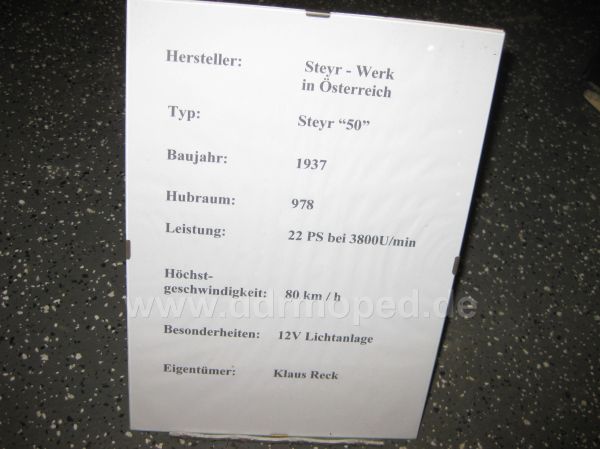 Hersteller: Steyr - Werk
in Österreich
Typ: Steyr “50”
Baujahr: 1937
Hubraum: 978
Leistung: 22 PS bei 3800U/min
Höchst-
geschwindigkeit: 80 km / h
www.ddrmoped.de
Besonderheiten: 12V Lichtanlage
Eigentümer: Klaus Reck